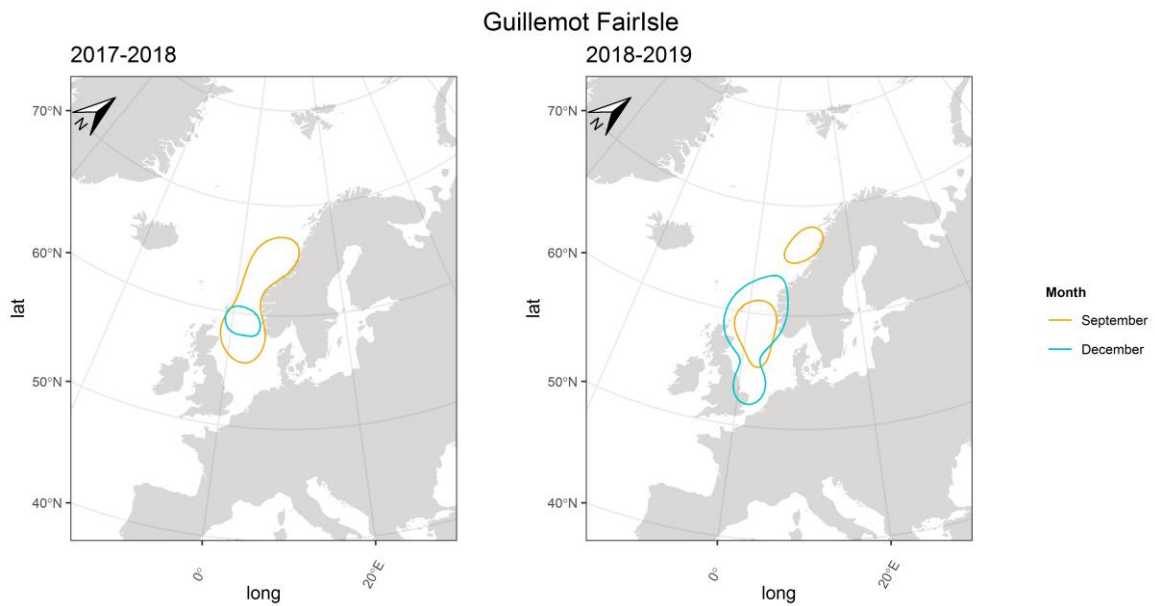 Guillemot FairIsle
2017-2018
2018-2019
70°N
60°N
50°N
40°N
lat
N
0°
20°E
long
70°N
60°N
50°N
40°N
lat
N
0°
20°E
long
Month
September
December